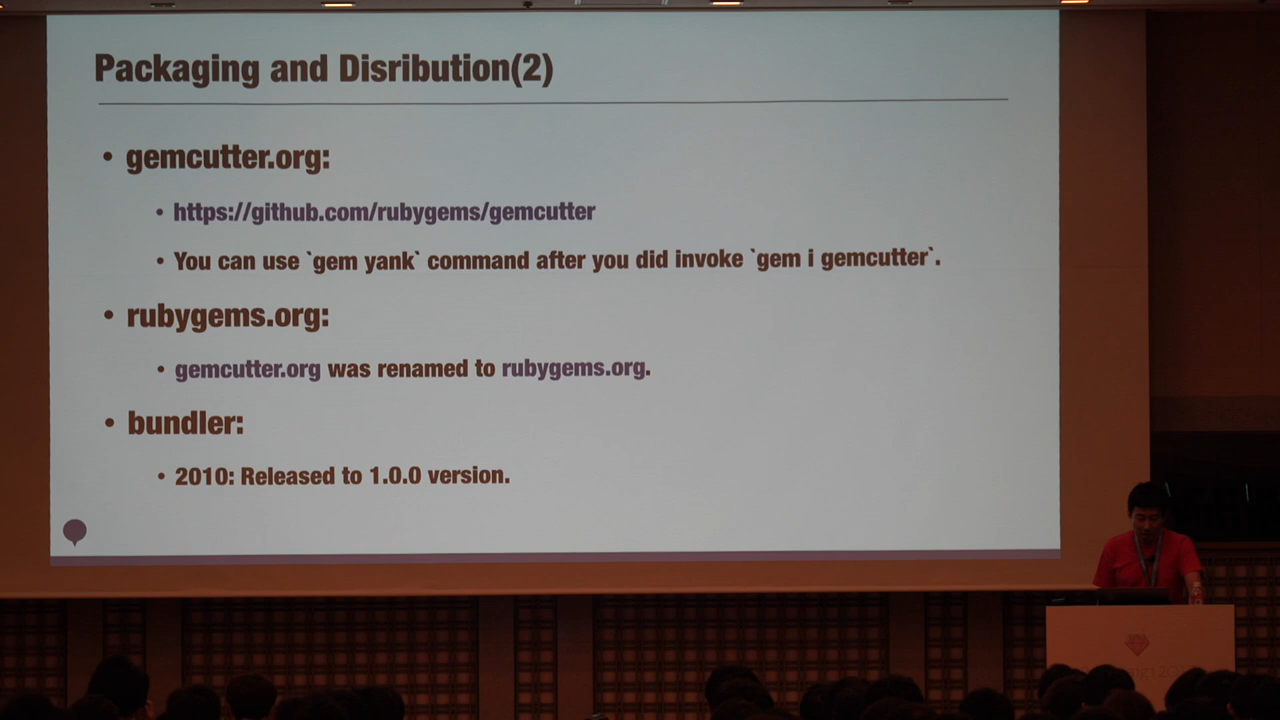 Packaging and Disribution(2)
• gemcutter.org:
• https://github.com/rubygems/gemcutter
• You can use `gem yank` command after you did invoke `gem i gemcutter`.
• rubygems.org:
• gemcutter.org was renamed to rubygems.org.
• bundler:
• 2010: Released to 1.0.0 version.